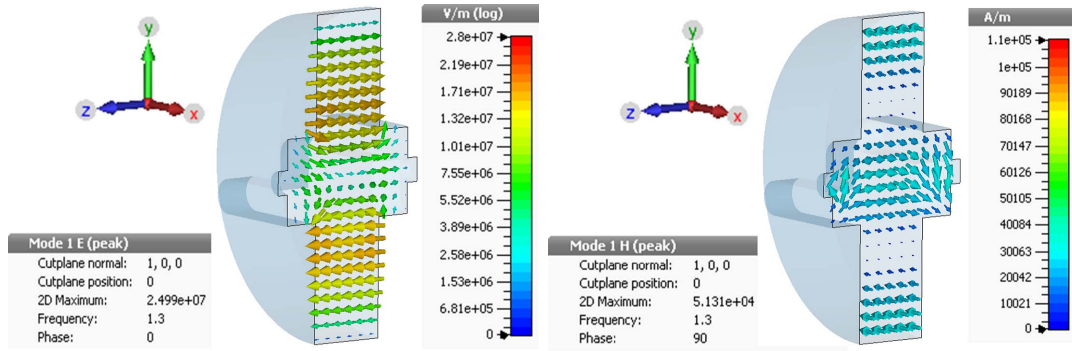 y
z
x
V/m (log)
2.8e+07
2.19e+07
1.71e+07
1.32e+07
1.01e+07
7.55e+06
5.52e+06
3.89e+06
2.58e+06
1.53e+06
6.81e+05
0
Mode 1 E (peak)
Cutplane normal: 1, 0, 0
Cutplane position: 0
2D Maximum: 2.499e+07
Frequency: 1.3
Phase: 0
y
z
x
A/m
1.1e+05
1e+05
90189
80168
70147
60126
50105
40084
30063
20042
10021
0
Mode 1 H (peak)
Cutplane normal: 1, 0, 0
Cutplane position: 0
2D Maximum: 5.131e+04
Frequency: 1.3
Phase: 90